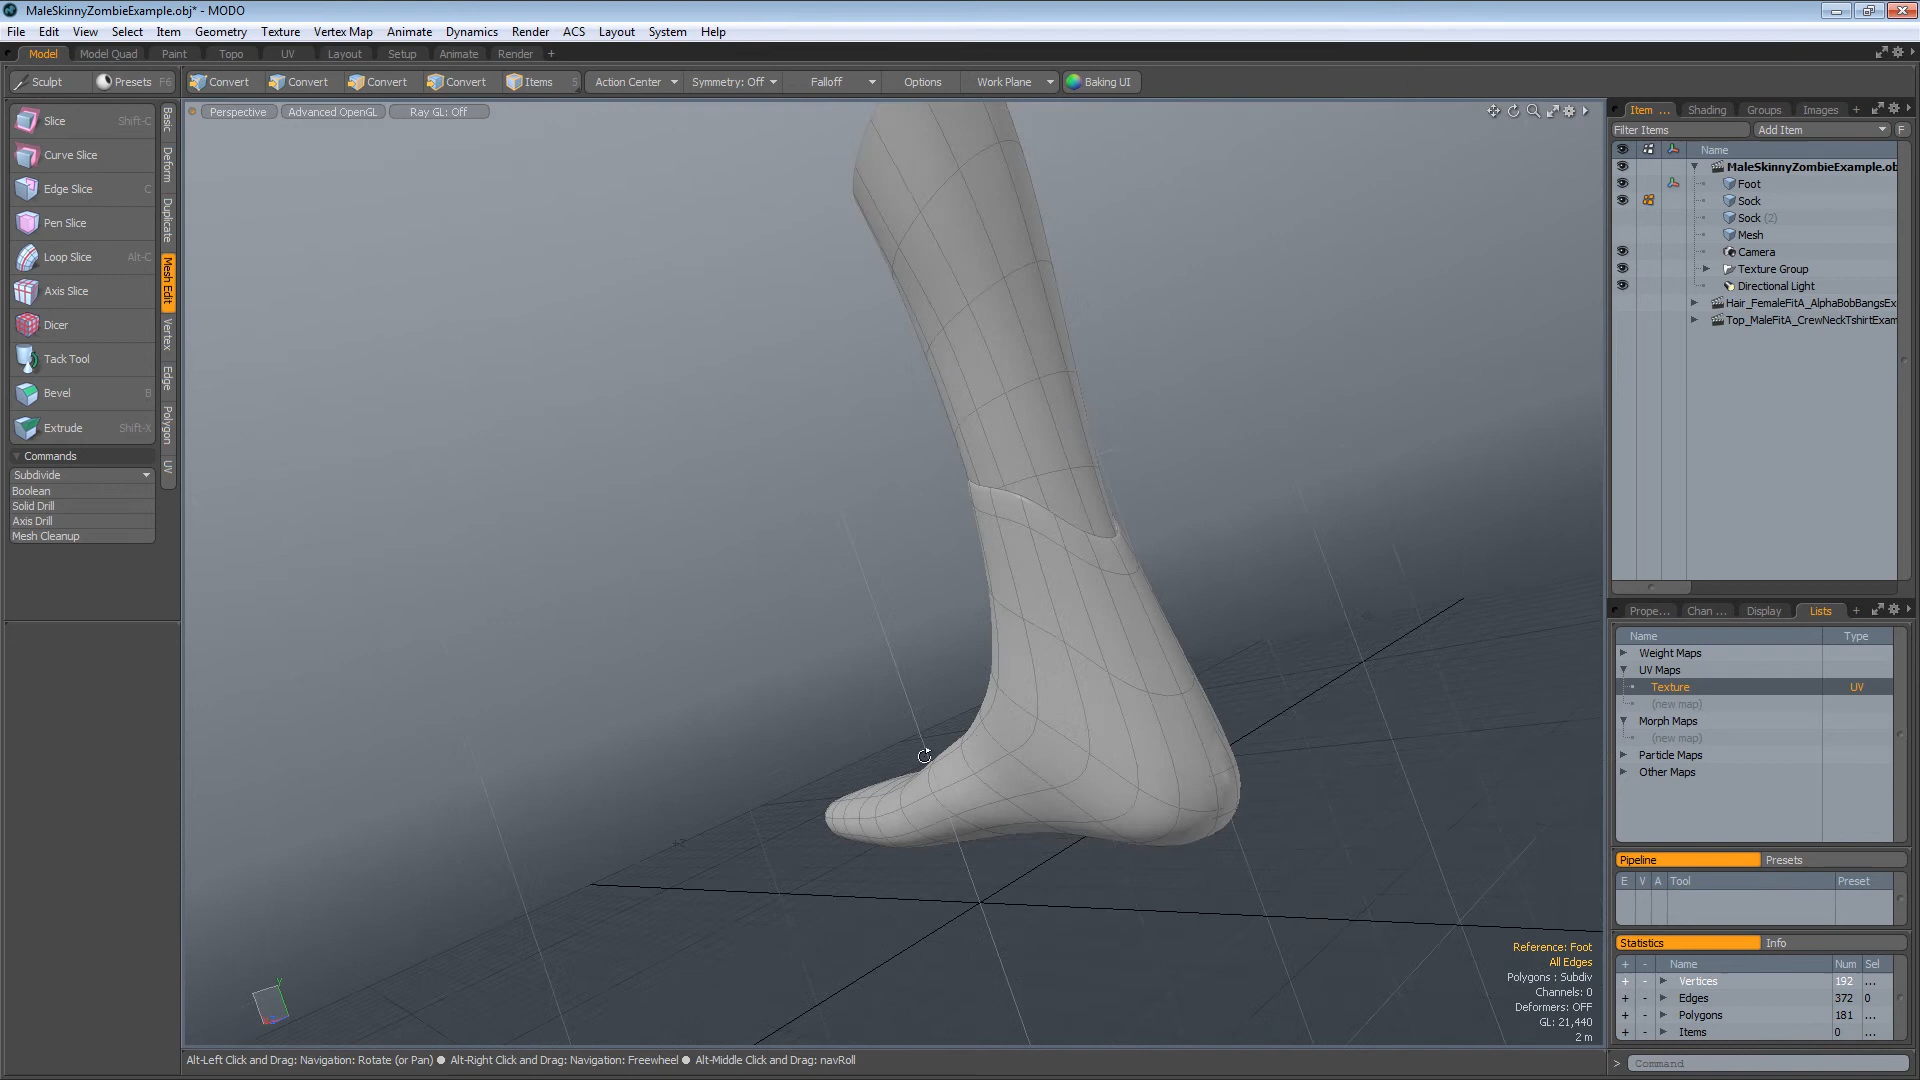 MaleSkinnyZombieExample.obj* - MODO
File Edit View Select Item Geometry Texture Vertex Map Animate Dynamics Render ACS Layout System Help
Model Model Quad Paint Topo UV Layout Setup Animate Render +
Sculpt Presets F6 Convert Convert Convert Convert Items 5 Action Center Symmetry: Off Falloff Options Work Plane Baking UI
Perspective Advanced OpenGL Ray GL: Off
Slice Shift-C
Curve Slice
Edge Slice C
Pen Slice
Loop Slice Alt-C
Axis Slice
Dicer
Tack Tool
Bevel B
Extrude Shift-X
Commands
Subdivide
Boolean
Solid Drill
Axis Drill
Mesh Cleanup
Basic
Deform
Duplicate
Mesh Edit
Vertex
Edge
Polygon
UV
Item ... Shading Groups Images +
Filter Items Add Item F
Name
MaleSkinnyZombieExample.ob
Foot
Sock
Sock (2)
Mesh
Camera
Texture Group
Directional Light
Hair_FemaleFitA_AlphaBobBangsEx
Top_MaleFitA_CrewNeckTshirtExam
Prope... Chan ... Display Lists +
Name Type
Weight Maps
UV Maps
Texture UV
(new map)
Morph Maps
(new map)
Particle Maps
Other Maps
Pipeline Presets
E V A Tool Preset
Statistics Info
+ - Name Num Sel
+ - Vertices 192 ...
+ - Edges 372 0
+ - Polygons 181 ...
+ - Items 0 ...
Reference: Foot
All Edges
Polygons : Subdiv
Channels: 0
Deformers: OFF
GL: 21,440
2 m
Alt-Left Click and Drag: Navigation: Rotate (or Pan) ● Alt-Right Click and Drag: Navigation: Freewheel ● Alt-Middle Click and Drag: navRoll
> Command